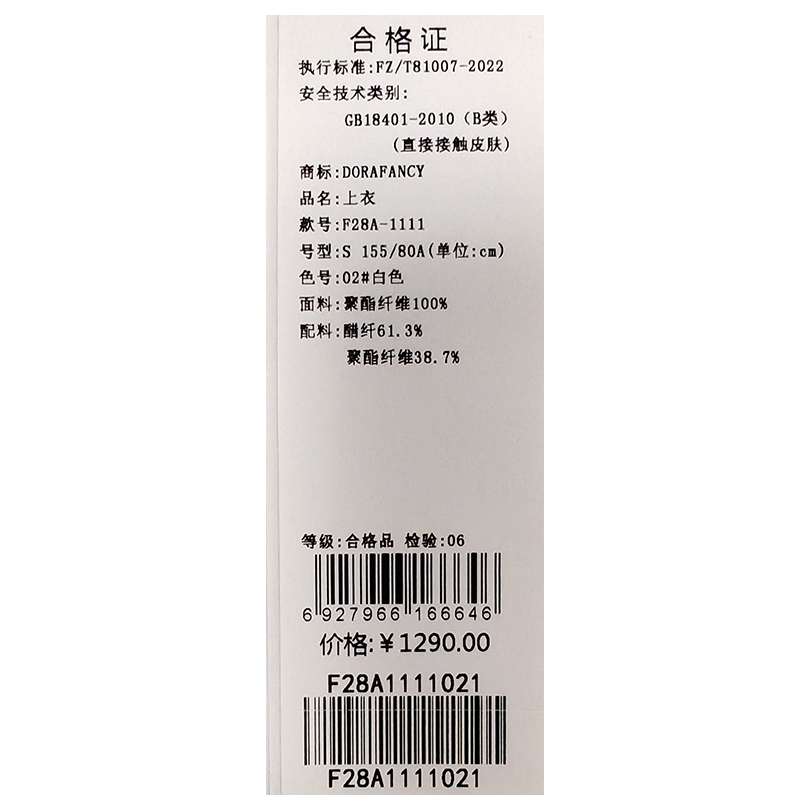 合格证
执行标准:FZ/T81007-2022
安全技术类别:
GB18401-2010（B类）
(直接接触皮肤)
商标:DORAFANCY
品名:上衣
款号:F28A-1111
号型:S 155/80A(单位:cm)
色号:02#白色
面料:聚酯纤维100%
配料:醋纤61.3%
聚酯纤维38.7%
等级:合格品 检验:06
6 927966 166646
价格:￥1290.00
F28A1111021
F28A1111021